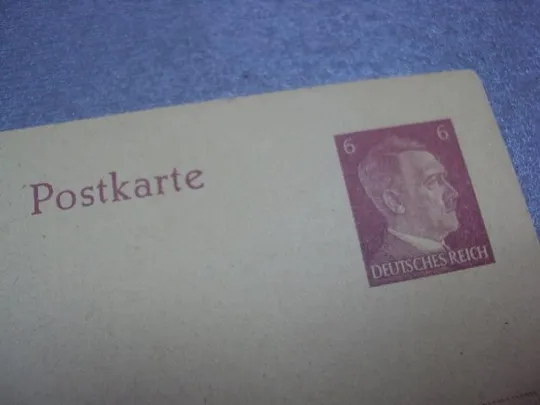 Postkarte
6 6
DEUTSCHES REICH